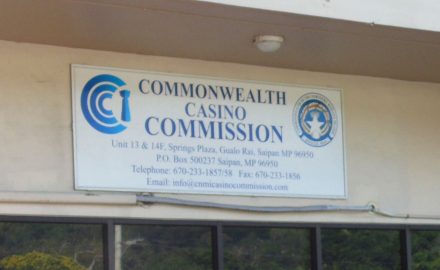 COMMONWEALTH
CASINO
COMMISSION
Unit 13 & 14F, Springs Plaza, Gualo Rai, Saipan MP 96950
P.O. Box 500237 Saipan, MP 96950
Telephone: 670-233-1857/58 Fax: 670-233-1856
Email: info@cnmicasinocommission.com